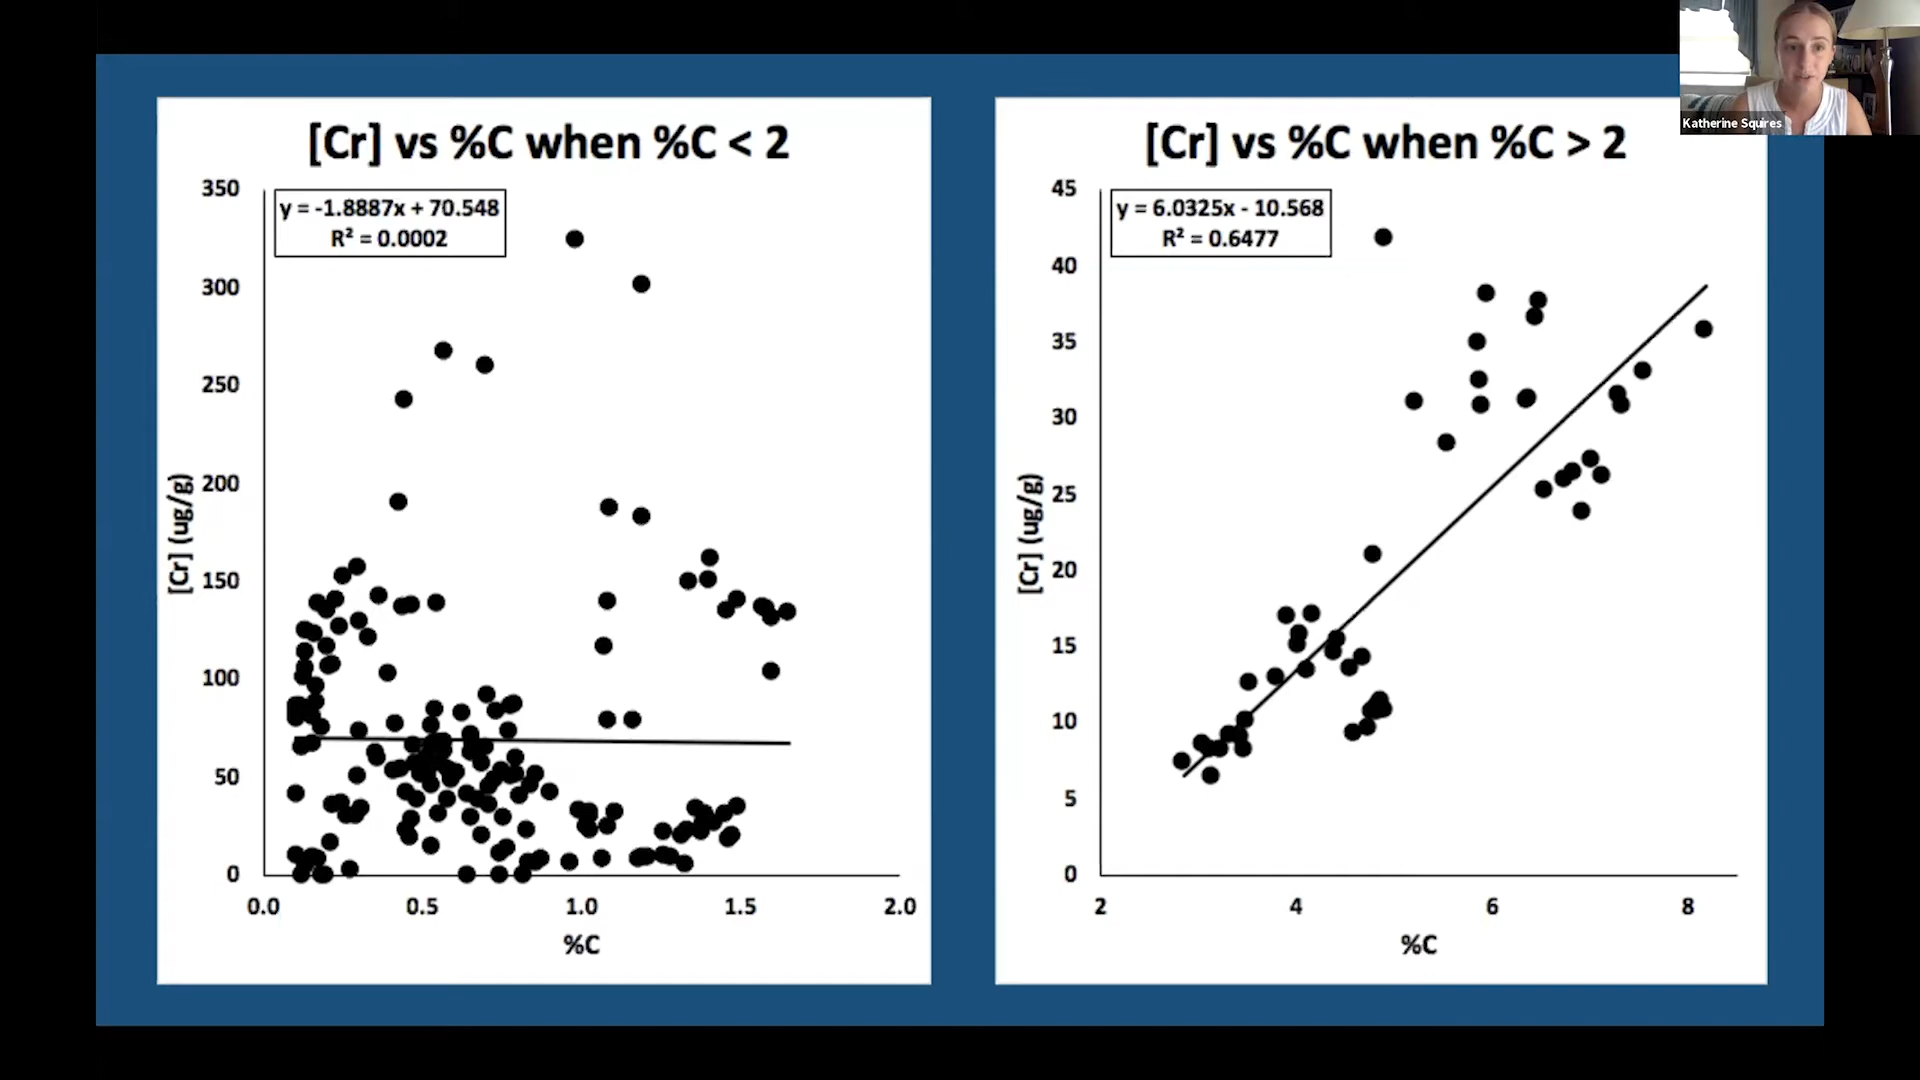 [Cr] vs %C when %C < 2
350
y = -1.8887x + 70.548
R² = 0.0002
300
250
200
150
100
50
0
[Cr] (ug/g)
0.0 0.5 1.0 1.5 2.0
%C
[Cr] vs %C when %C > 2
45
y = 6.0325x - 10.568
R² = 0.6477
40
35
30
25
20
15
10
5
0
[Cr] (ug/g)
2 4 6 8
%C
Katherine Squires